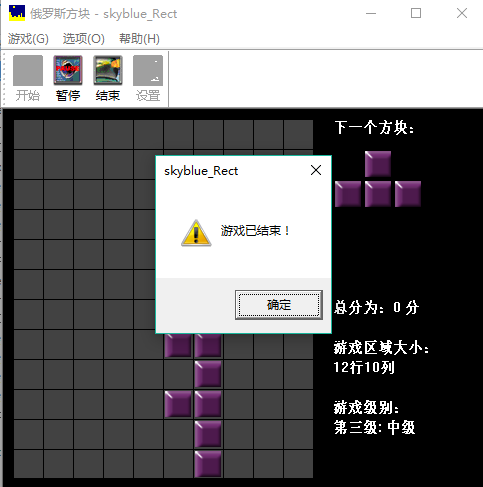 俄罗斯方块 - skyblue_Rect
游戏(G) 选项(O) 帮助(H)
开始 暂停 结束 设置
下一个方块：
skyblue_Rect
游戏已结束！
确定
总分为：0 分
游戏区域大小：
12行10列
游戏级别：
第三级: 中级